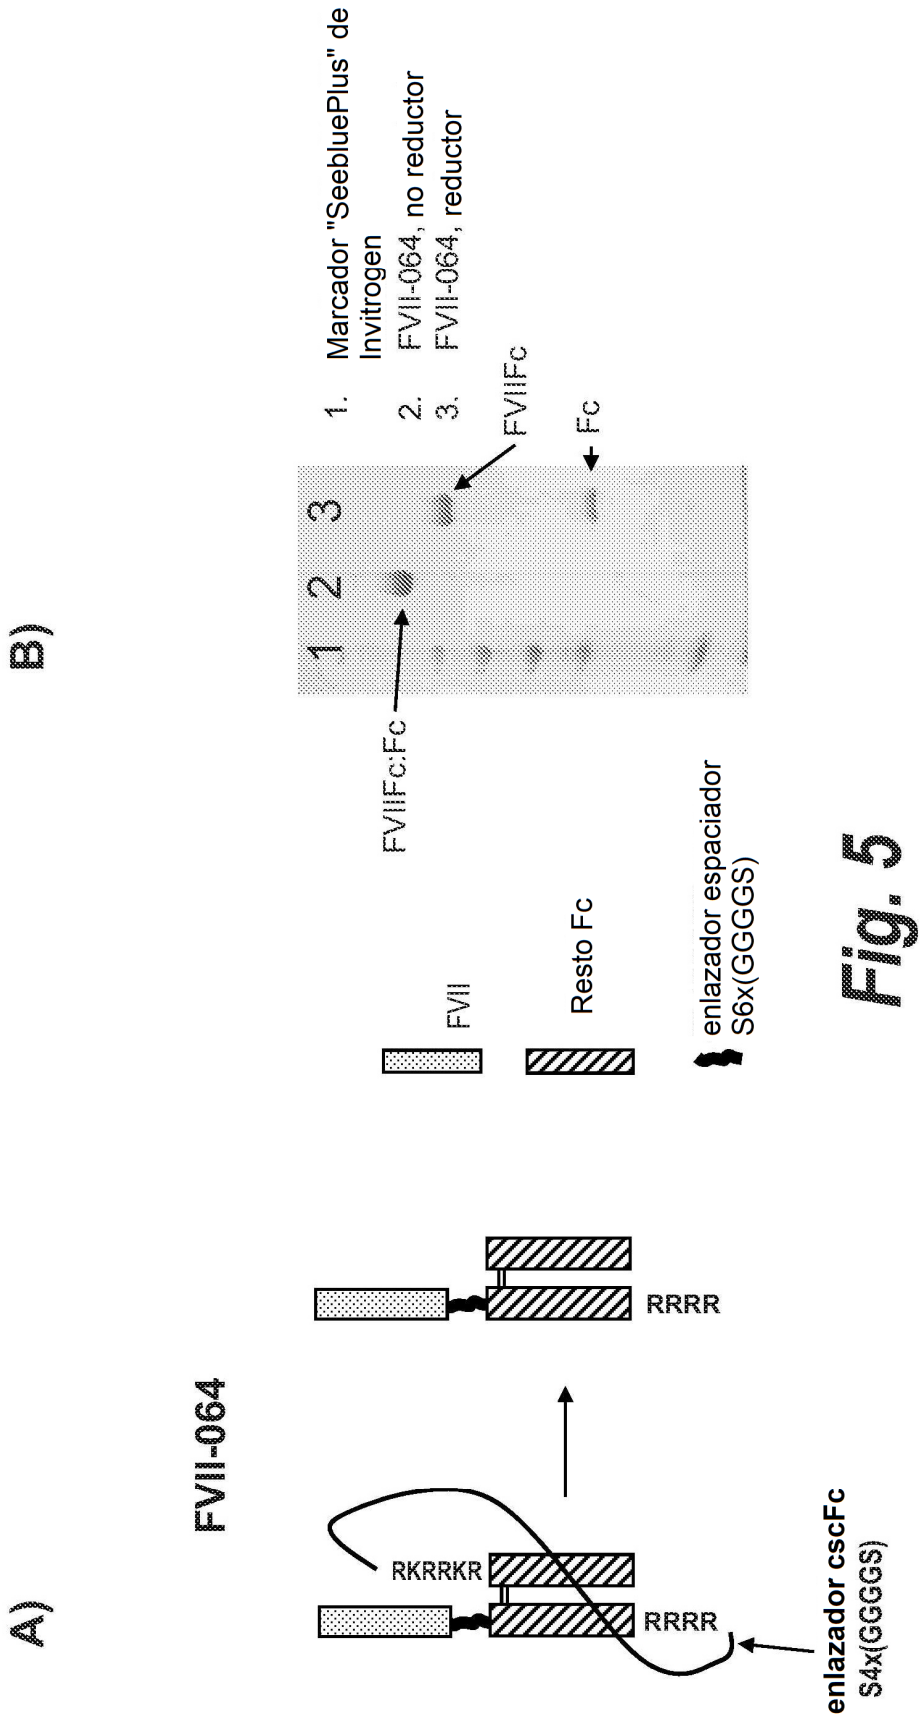 A)
FVII-064
RKRRKR
RRRR
enlazador cscFc
S4x(GGGGS)
RRRR
FVII
Resto Fc
enlazador espaciador
S6x(GGGGS)
B)
1 2 3
FVIIFc:Fc
FVIIFc
Fc
1. Marcador "SeebluePlus" de
Invitrogen
2. FVII-064, no reductor
3. FVII-064, reductor
Fig. 5